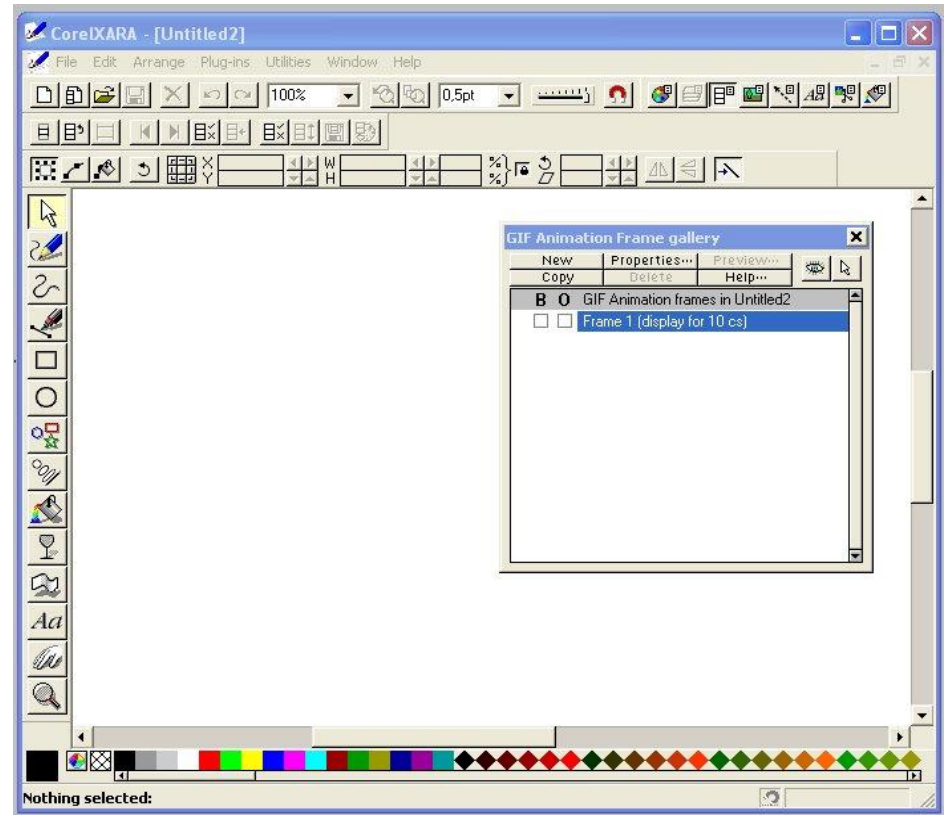 CorelXARA - [Untitled2]
File Edit Arrange Plug-ins Utilities Window Help
100% 0,5pt
X W %
Y H %
GIF Animation Frame gallery
New Properties... Preview...
Copy Delete Help...
B O GIF Animation frames in Untitled2
Frame 1 (display for 10 cs)
Aa
Nothing selected: